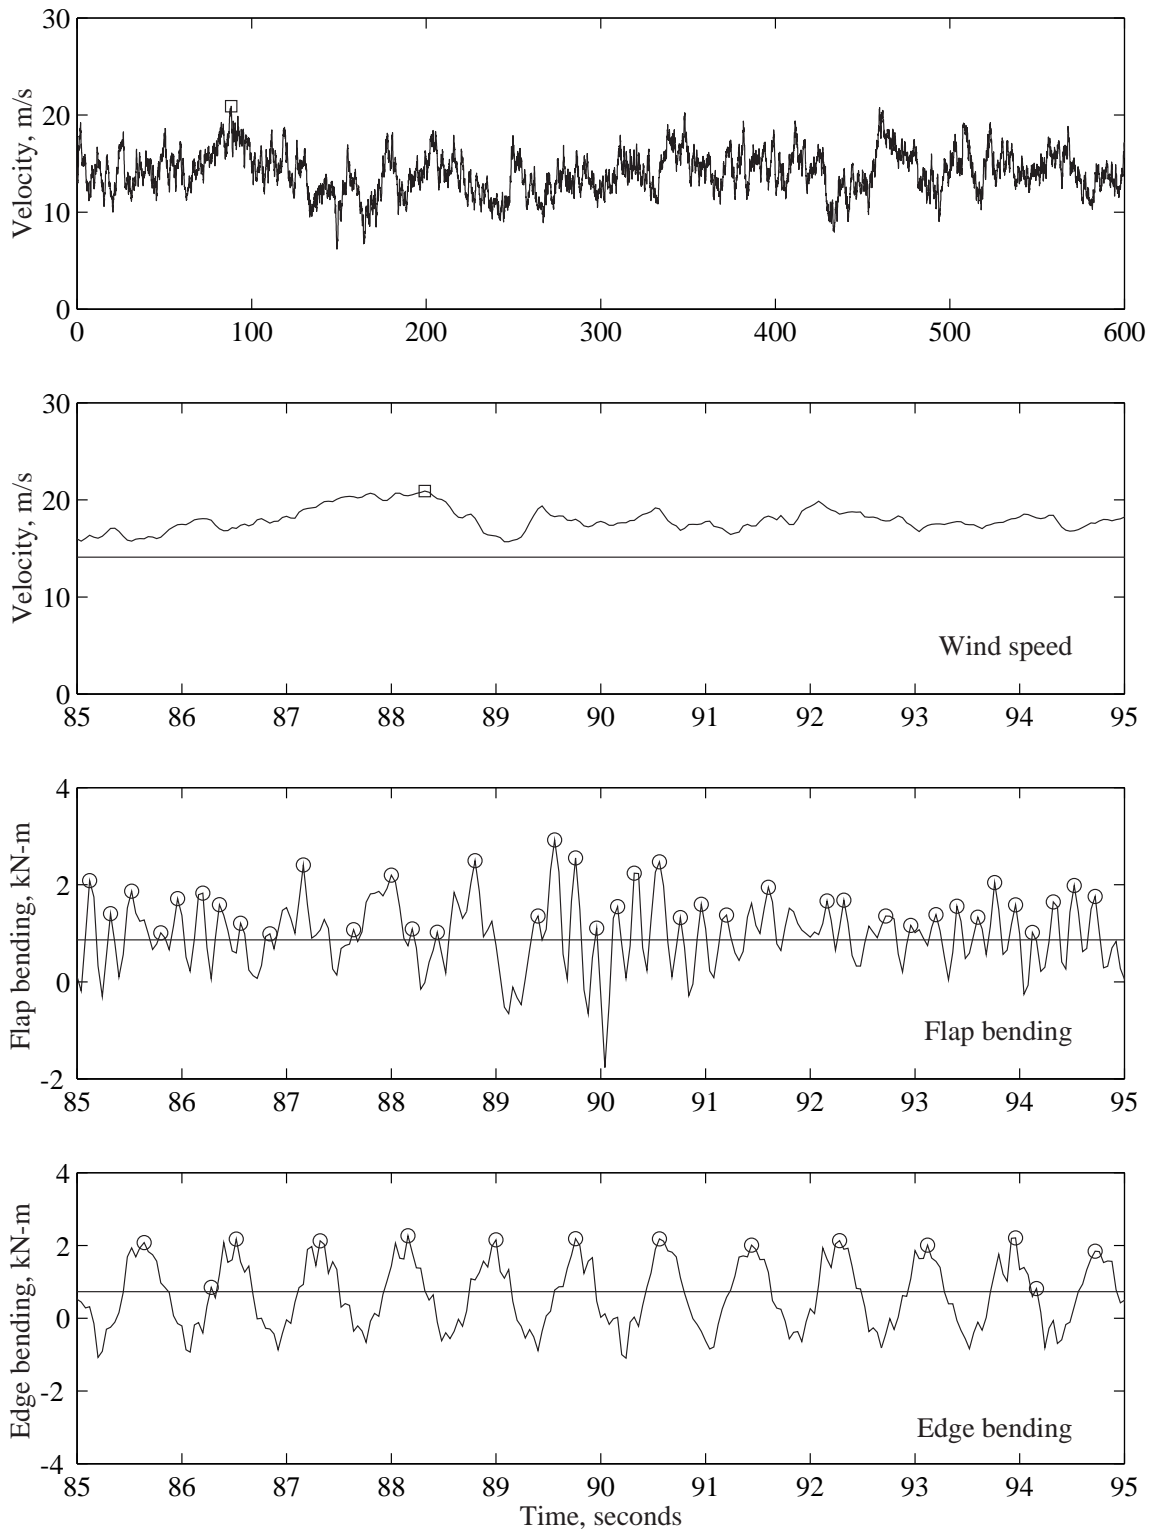 Velocity, m/s
30
20
10
0
0 100 200 300 400 500 600
Velocity, m/s
30
20
10
0
Wind speed
85 86 87 88 89 90 91 92 93 94 95
Flap bending, kN-m
4
2
0
-2
Flap bending
85 86 87 88 89 90 91 92 93 94 95
Edge bending, kN-m
4
2
0
-2
-4
Edge bending
85 86 87 88 89 90 91 92 93 94 95
Time, seconds